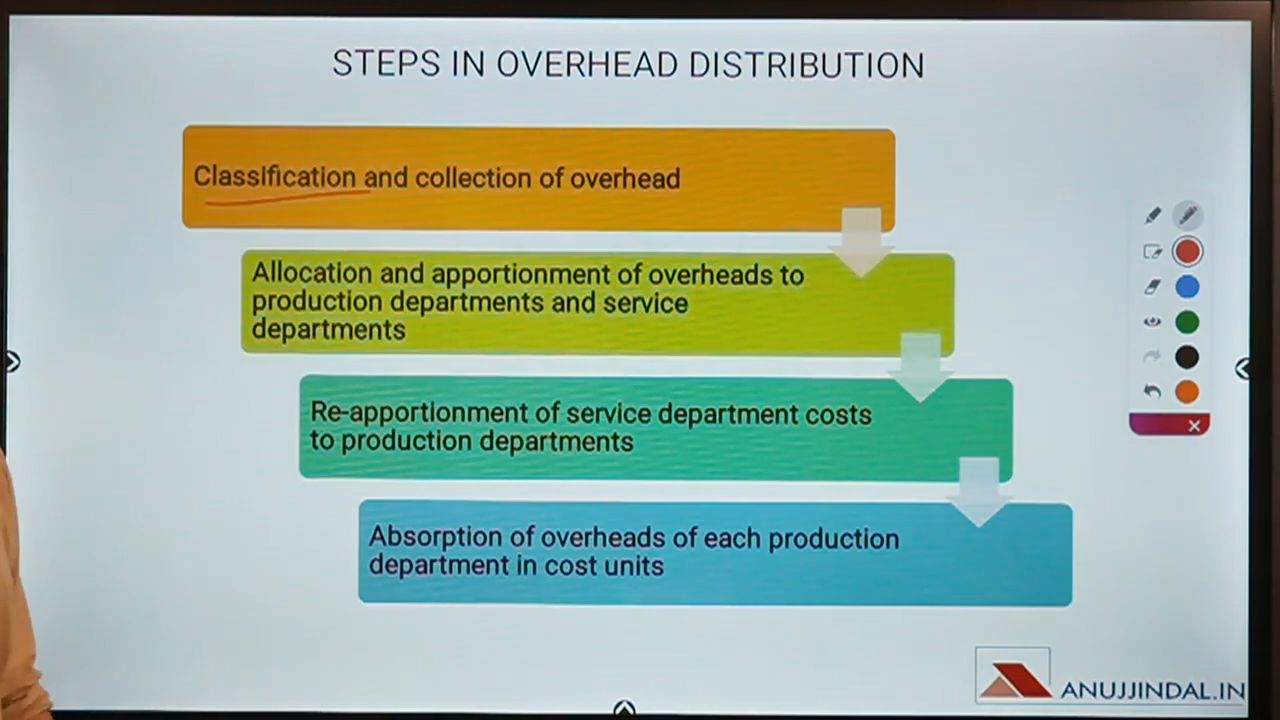 STEPS IN OVERHEAD DISTRIBUTION
Classification and collection of overhead
Allocation and apportionment of overheads to
production departments and service
departments
Re-apportionment of service department costs
to production departments
Absorption of overheads of each production
department in cost units
ANUJJINDAL.IN